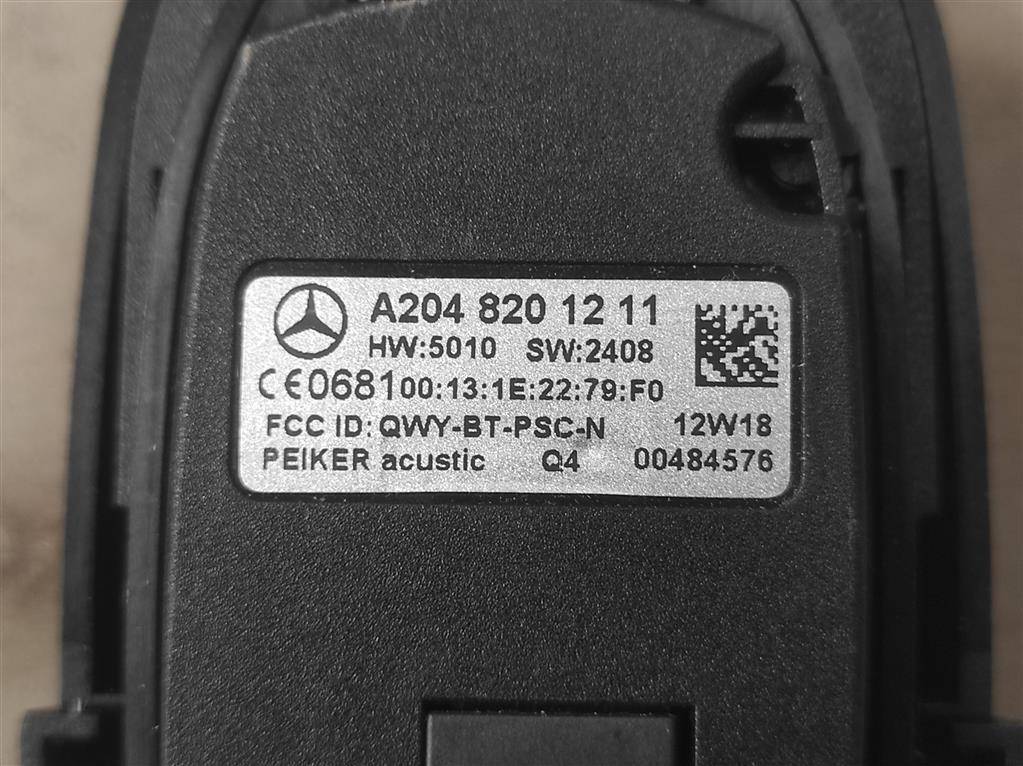 A204 820 12 11
HW:5010 SW:2408
CE0681 00:13:1E:22:79:F0
FCC ID: QWY-BT-PSC-N 12W18
PEIKER acustic Q4 00484576